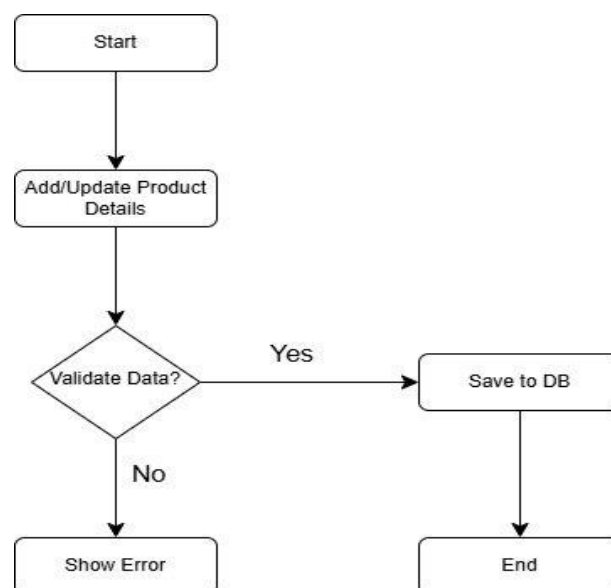 Start
Add/Update Product
Details
Validate Data?
Yes
Save to DB
No
Show Error
End